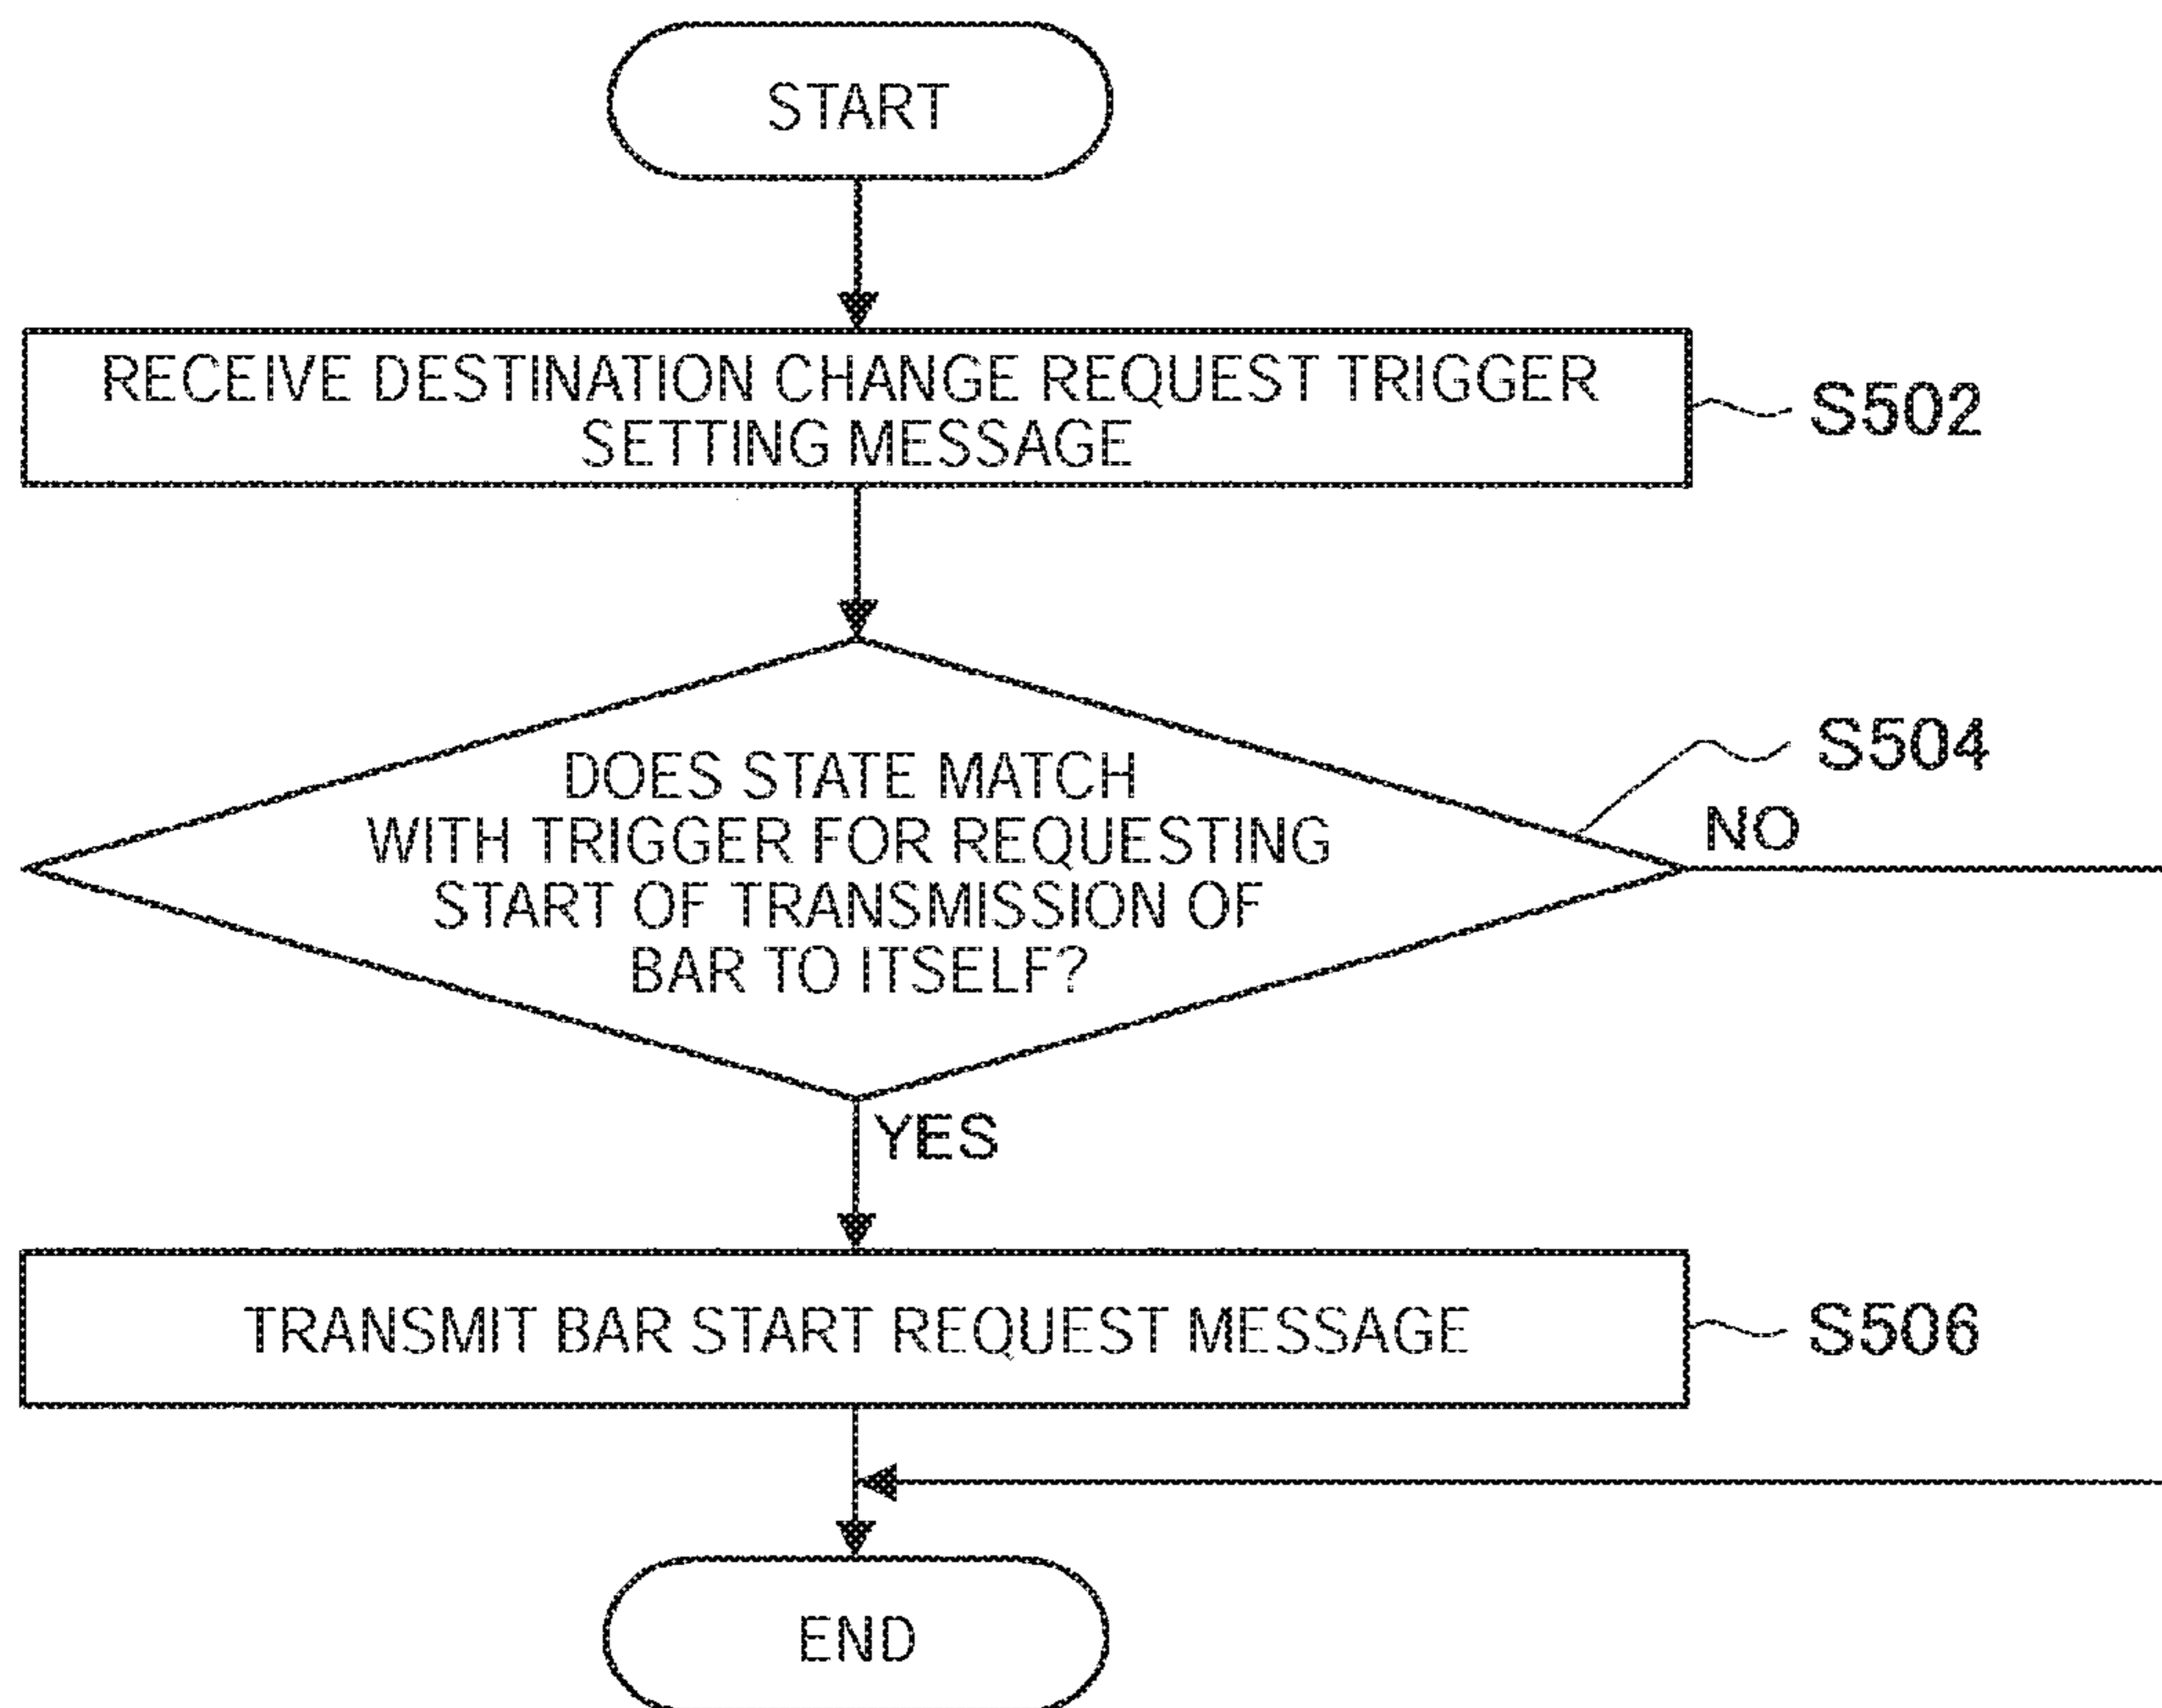 START
RECEIVE DESTINATION CHANGE REQUEST TRIGGER
SETTING MESSAGE
S502
DOES STATE MATCH
WITH TRIGGER FOR REQUESTING
START OF TRANSMISSION OF
BAR TO ITSELF?
S504
NO
YES
TRANSMIT BAR START REQUEST MESSAGE
S506
END